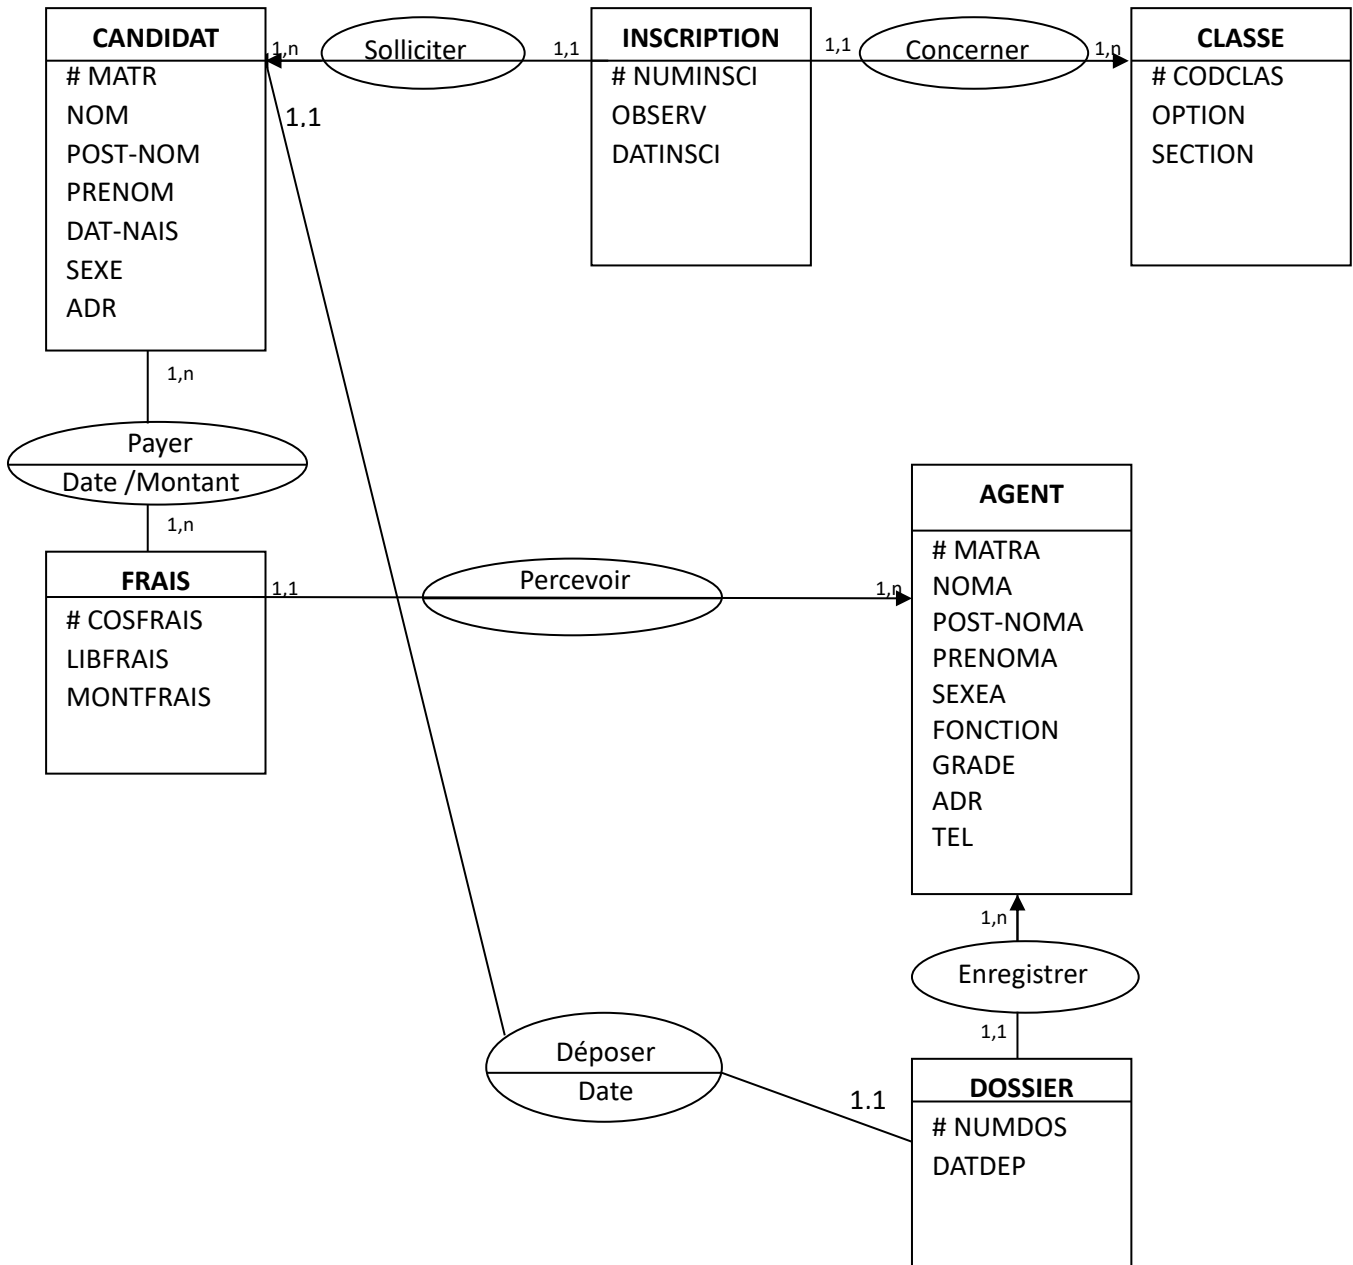 CANDIDAT
# MATR
NOM
POST-NOM
PRENOM
DAT-NAIS
SEXE
ADR
1,n
Solliciter
1,1
INSCRIPTION
# NUMINSCI
OBSERV
DATINSCI
1,1
Concerner
1,n
CLASSE
# CODCLAS
OPTION
SECTION
1,1
1,n
Payer
Date /Montant
1,n
FRAIS
# COSFRAIS
LIBFRAIS
MONTFRAIS
1,1
Percevoir
1,n
AGENT
# MATRA
NOMA
POST-NOMA
PRENOMA
SEXEA
FONCTION
GRADE
ADR
TEL
1,n
Enregistrer
1,1
Déposer
Date
1.1
DOSSIER
# NUMDOS
DATDEP